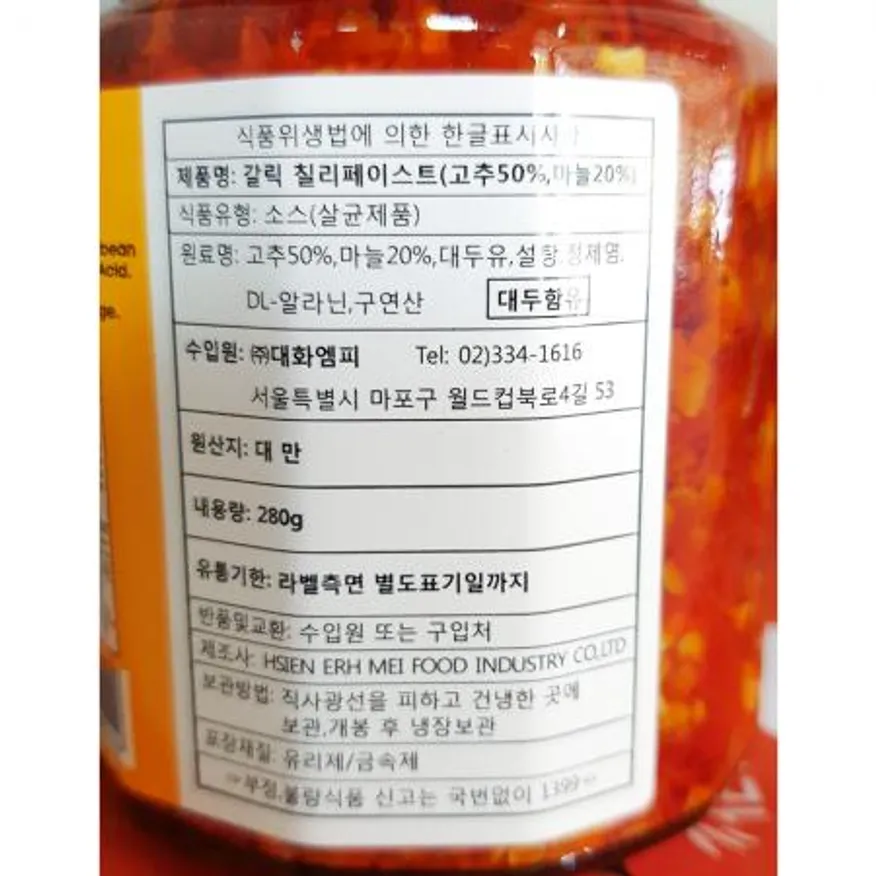 식품위생법에 의한 한글표시사
제품명: 갈릭 칠리페이스트(고추50%,마늘20%)
식품유형: 소스(살균제품)
bean
원료명: 고추50%,마늘20%,대두유,설탕,정제염.
Acid.
DL-알라닌,구연산 대두함유
ge.
수입원: ㈜대화엠피 Tel: 02)334-1616
서울특별시 마포구 월드컵북로4길 53
원산지: 대 만
내용량: 280g
유통기한: 라벨측면 별도표기일까지
반품및교환: 수입원 또는 구입처
제조사: HSIEN ERH MEI FOOD INDUSTRY CO,LTD
보관방법: 직사광선을 피하고 건냉한 곳에
보관,개봉 후 냉장보관
포장재질: 유리제/금속제
☞부정,불량식품 신고는 국번없이 1399☜